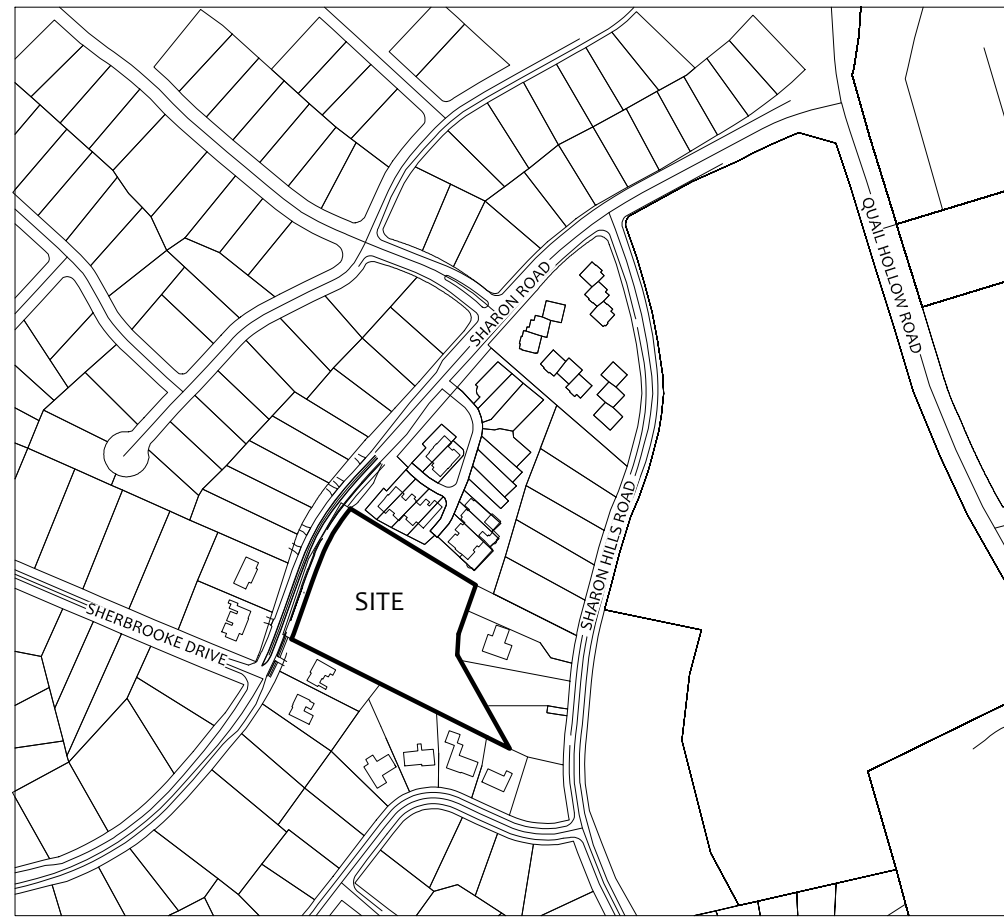 QUAIL HOLLOW ROAD
SHARON ROAD
SHARON HILLS ROAD
SITE
SHERBROOKE DRIVE